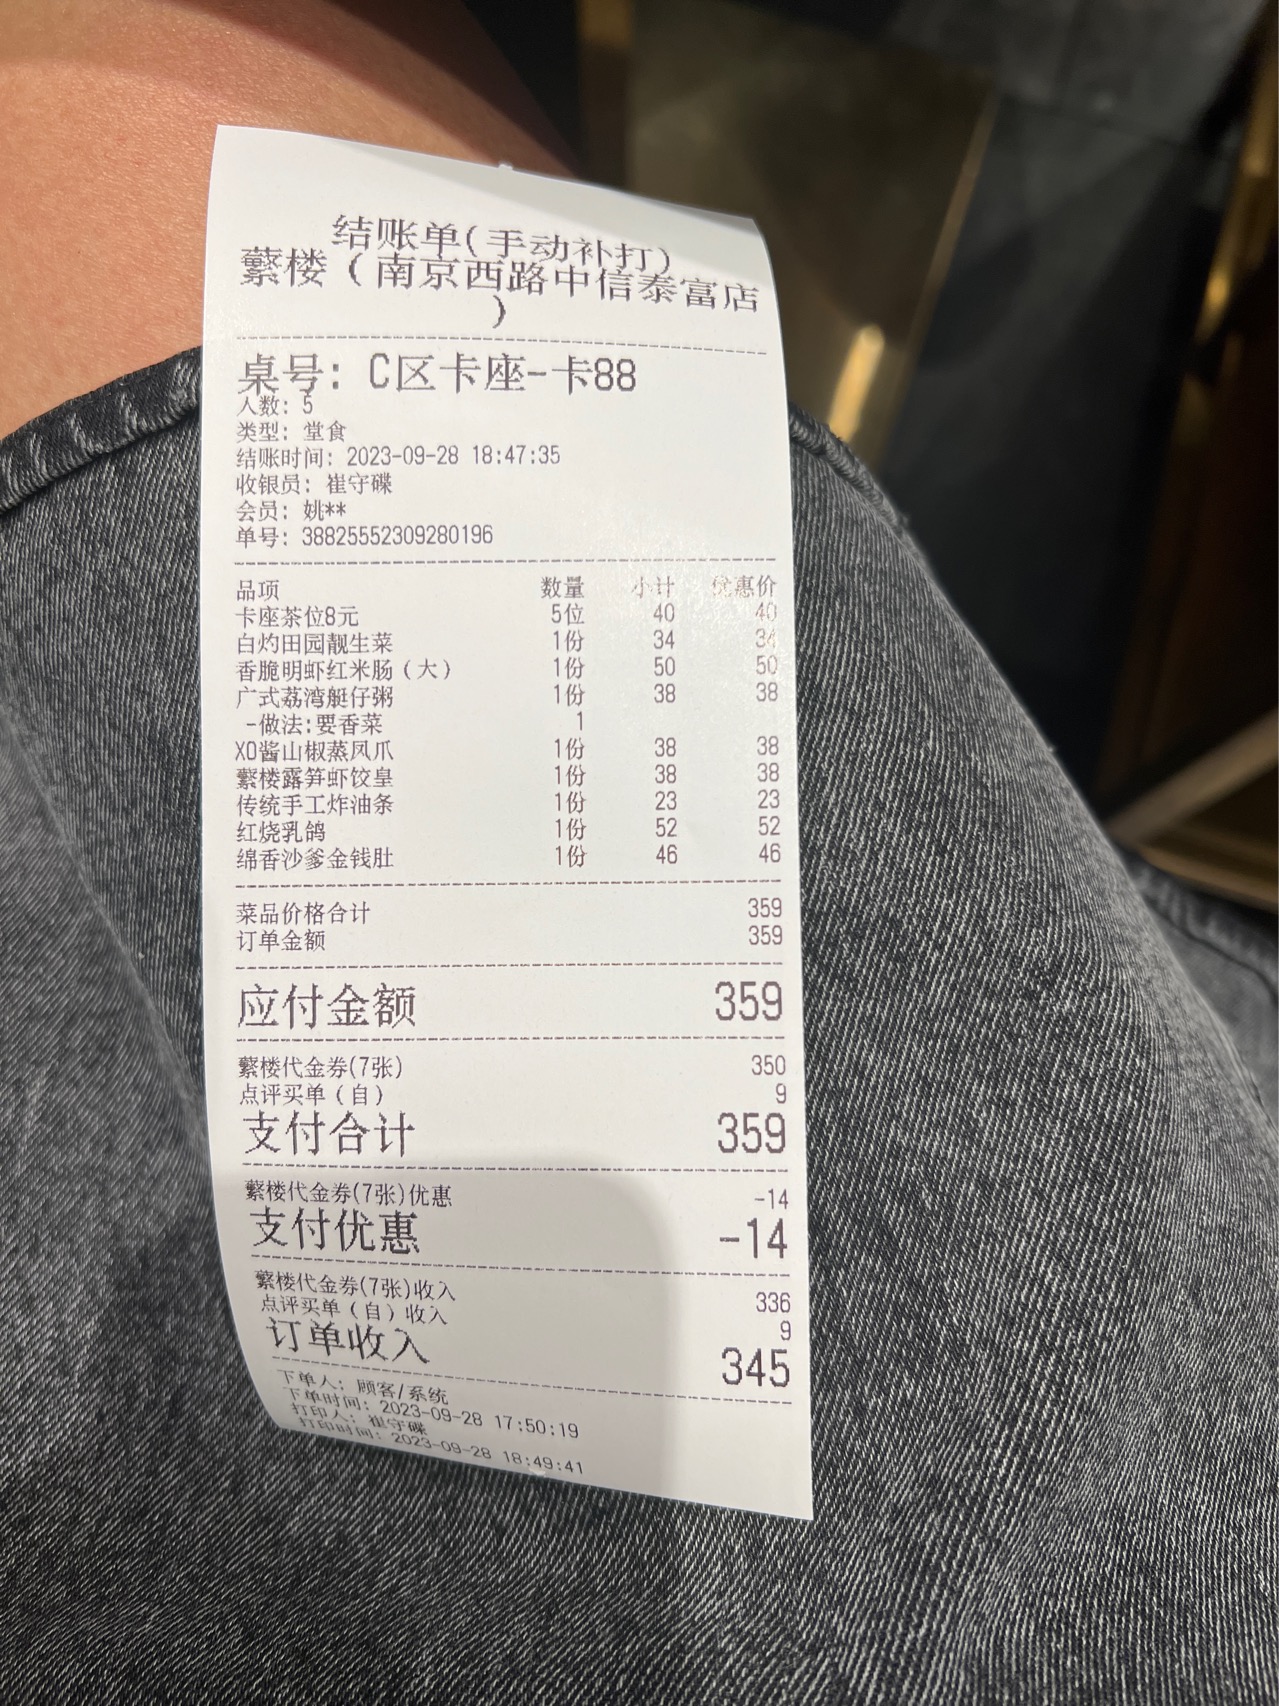 结账单(手动补打)
蘩楼（南京西路中信泰富店
）
桌号: C区卡座-卡88
人数: 5
类型: 堂食
结账时间: 2023-09-28 18:47:35
收银员: 崔守碟
会员: 姚**
单号: 38825552309280196
品项 数量 小计 优惠价
卡座茶位8元 5位 40 40
白灼田园靓生菜 1份 34 34
香脆明虾红米肠（大） 1份 50 50
广式荔湾艇仔粥 1份 38 38
-做法:要香菜 1
XO酱山椒蒸凤爪 1份 38 38
蘩楼露笋虾饺皇 1份 38 38
传统手工炸油条 1份 23 23
红烧乳鸽 1份 52 52
绵香沙爹金钱肚 1份 46 46
菜品价格合计 359
订单金额 359
应付金额 359
蘩楼代金券(7张) 350
点评买单（自） 9
支付合计 359
蘩楼代金券(7张)优惠 -14
支付优惠 -14
蘩楼代金券(7张)收入 336
点评买单（自）收入 9
订单收入 345
下单人: 顾客/系统
下单时间: 2023-09-28 17:50:19
打印人: 崔守碟
打印时间: 2023-09-28 18:49:41